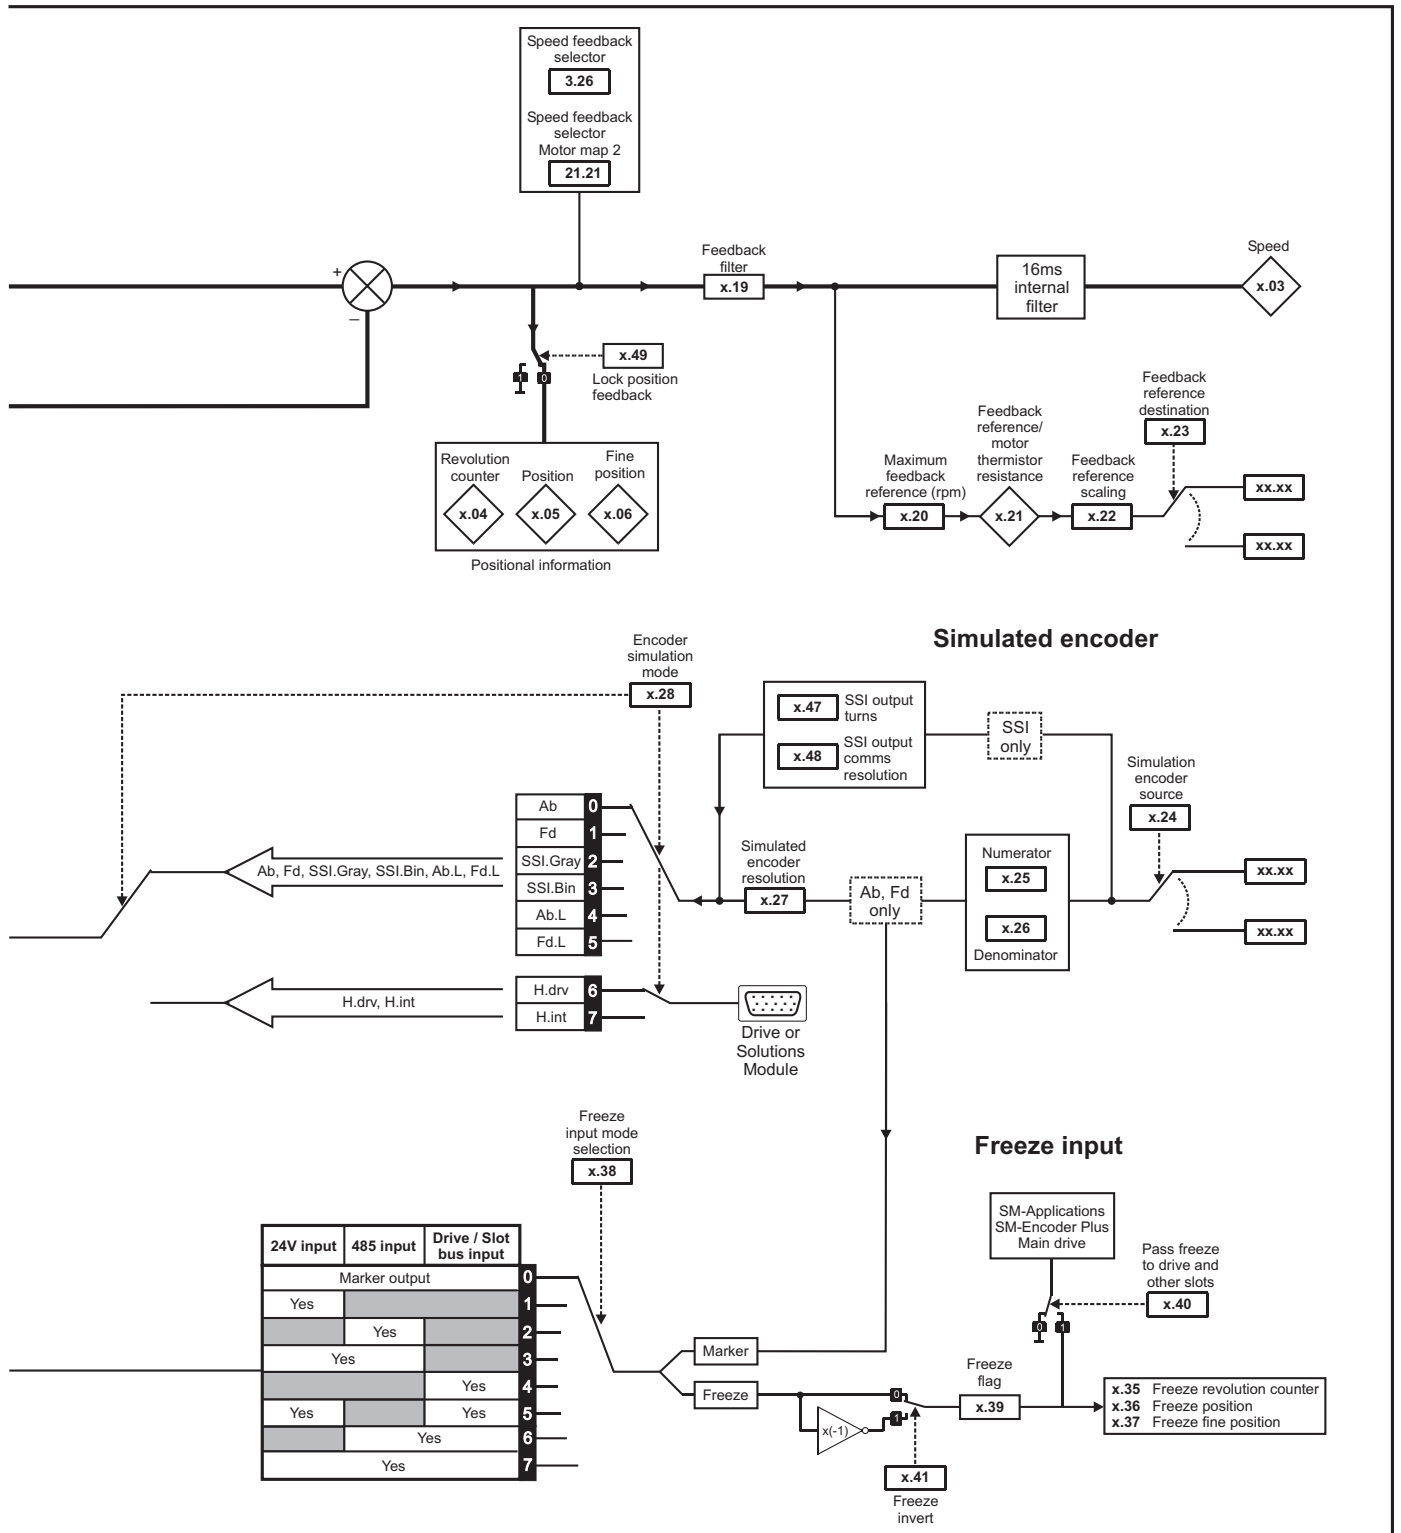 Speed feedback
selector
3.26
Speed feedback
selector
Motor map 2
21.21
+
–
Feedback
filter
x.19
16ms
internal
filter
Speed
x.03
x.49
Lock position
feedback
1
0
Revolution
counter
x.04
Position
x.05
Fine
position
x.06
Positional information
Maximum
feedback
reference (rpm)
x.20
Feedback
reference/
motor
thermistor
resistance
x.21
Feedback
reference
scaling
x.22
Feedback
reference
destination
x.23
xx.xx
xx.xx
Simulated encoder
Encoder
simulation
mode
x.28
x.47
SSI output
turns
x.48
SSI output
comms
resolution
SSI
only
Simulation
encoder
source
x.24
Ab 0
Fd 1
SSI.Gray 2
SSI.Bin 3
Ab.L 4
Fd.L 5
Ab, Fd, SSI.Gray, SSI.Bin, Ab.L, Fd.L
Simulated
encoder
resolution
x.27
Ab, Fd
only
Numerator
x.25
x.26
Denominator
xx.xx
xx.xx
H.drv, H.int
H.drv 6
H.int 7
Drive or
Solutions
Module
Freeze
input mode
selection
x.38
Freeze input
SM-Applications
SM-Encoder Plus
Main drive
Pass freeze
to drive and
other slots
x.40
0
1
24V input 485 input Drive / Slot
bus input
Marker output 0
Yes 1
Yes 2
Yes 3
Yes 4
Yes Yes 5
Yes 6
Yes 7
Marker
Freeze
x(-1)
0
1
x.41
Freeze
invert
Freeze
flag
x.39
x.35 Freeze revolution counter
x.36 Freeze position
x.37 Freeze fine position